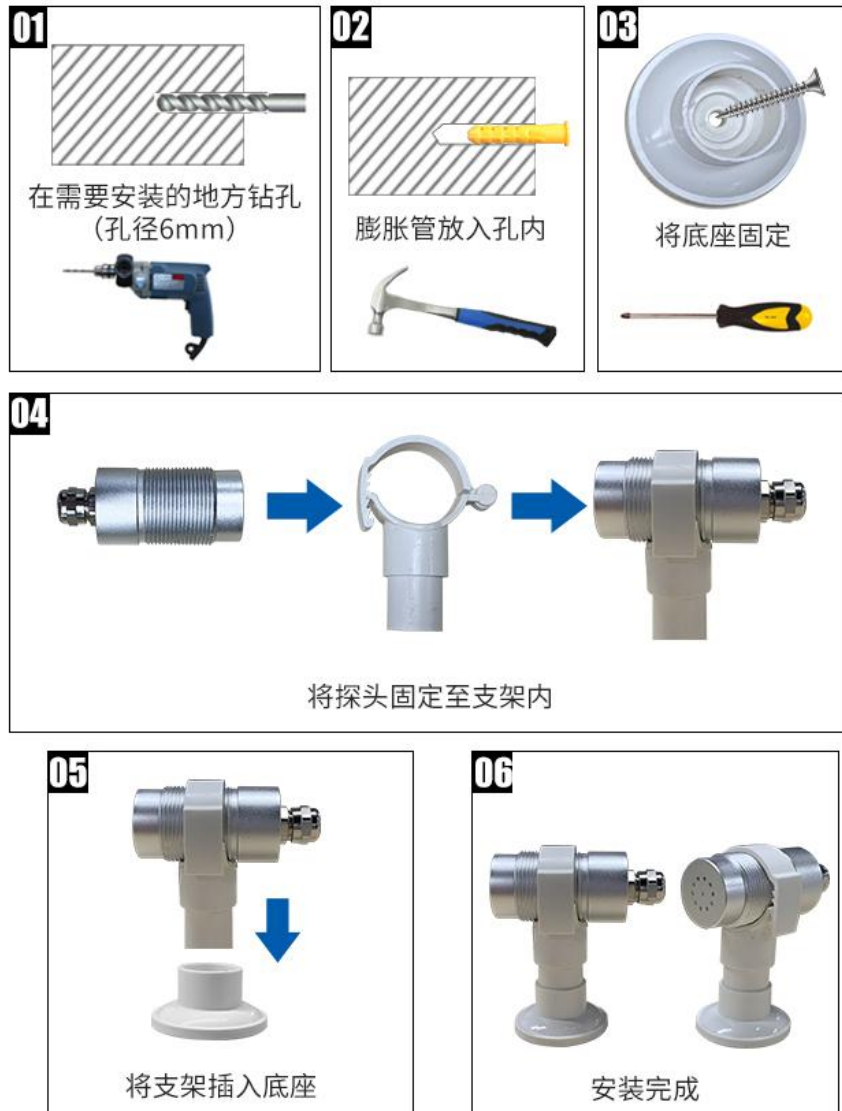 01
在需要安装的地方钻孔
（孔径6mm）
02
膨胀管放入孔内
03
将底座固定
04
将探头固定至支架内
05
将支架插入底座
06
安装完成